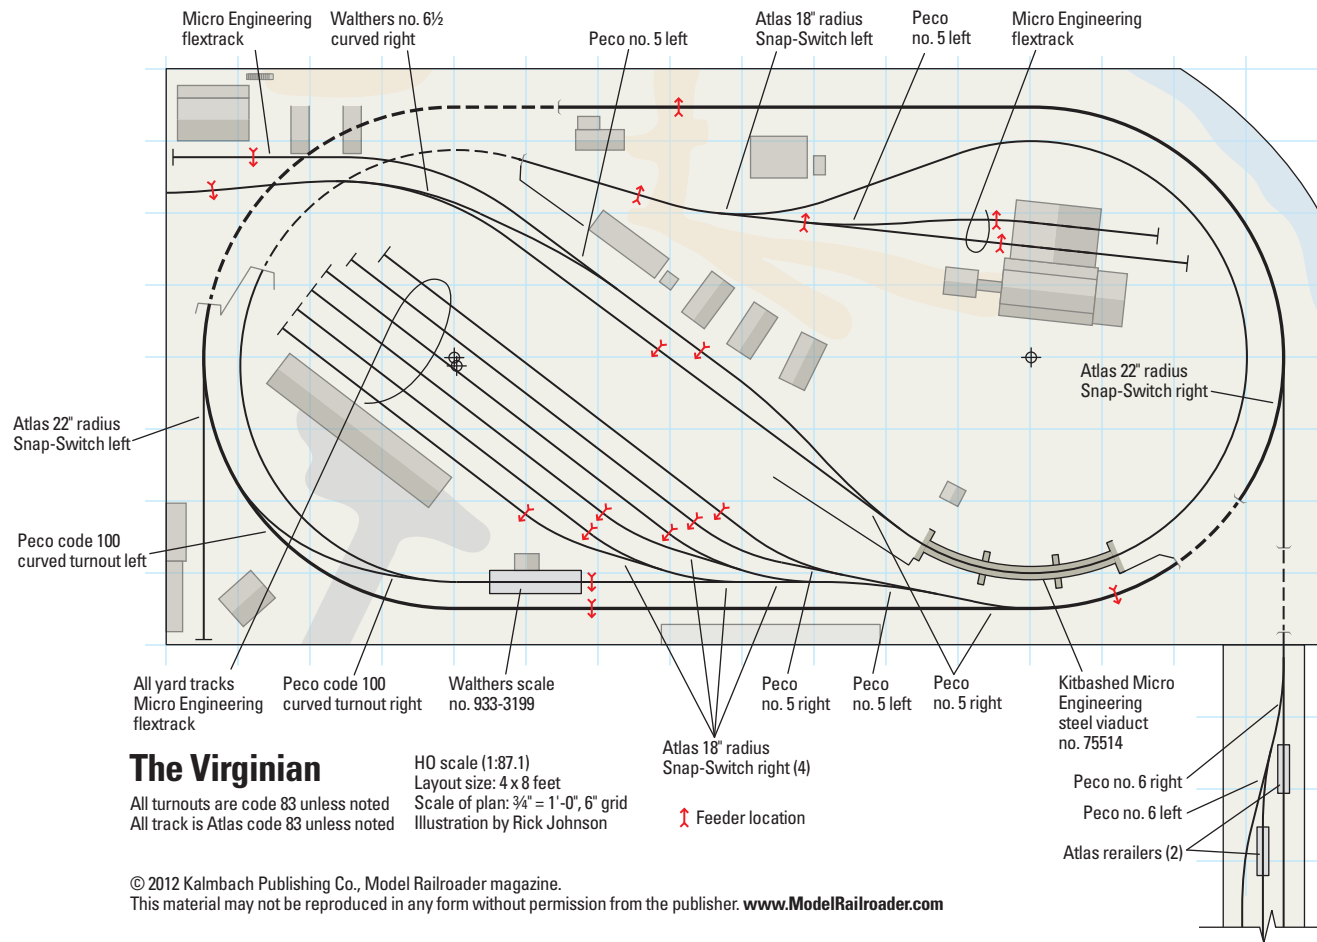 Micro Engineering
flextrack
Walthers no. 6½
curved right
Peco no. 5 left
Atlas 18" radius
Snap-Switch left
Peco
no. 5 left
Micro Engineering
flextrack
Atlas 22" radius
Snap-Switch right
Atlas 22" radius
Snap-Switch left
Peco code 100
curved turnout left
All yard tracks
Micro Engineering
flextrack
Peco code 100
curved turnout right
Walthers scale
no. 933-3199
Atlas 18" radius
Snap-Switch right (4)
Peco
no. 5 right
Peco
no. 5 left
Peco
no. 5 right
Kitbashed Micro
Engineering
steel viaduct
no. 75514
Peco no. 6 right
Peco no. 6 left
Atlas rerailers (2)
The Virginian
All turnouts are code 83 unless noted
All track is Atlas code 83 unless noted
HO scale (1:87.1)
Layout size: 4 x 8 feet
Scale of plan: ¾" = 1'-0", 6" grid
Illustration by Rick Johnson
Feeder location
© 2012 Kalmbach Publishing Co., Model Railroader magazine.
This material may not be reproduced in any form without permission from the publisher. www.ModelRailroader.com